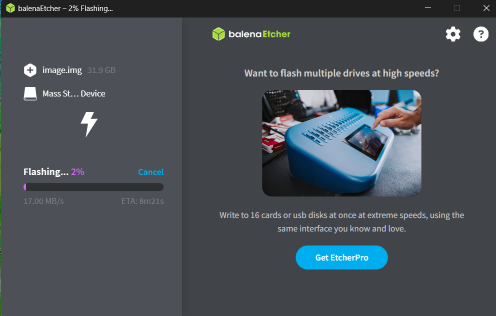 balenaEtcher – 2% Flashing...
balenaEtcher
image.img 31.9 GB
Mass St... Device
Flashing... 2%
Cancel
17.00 MB/s
ETA: 8m21s
Want to flash multiple drives at high speeds?
Write to 16 cards or usb disks at once at extreme speeds, using the
same interface you know and love.
Get EtcherPro